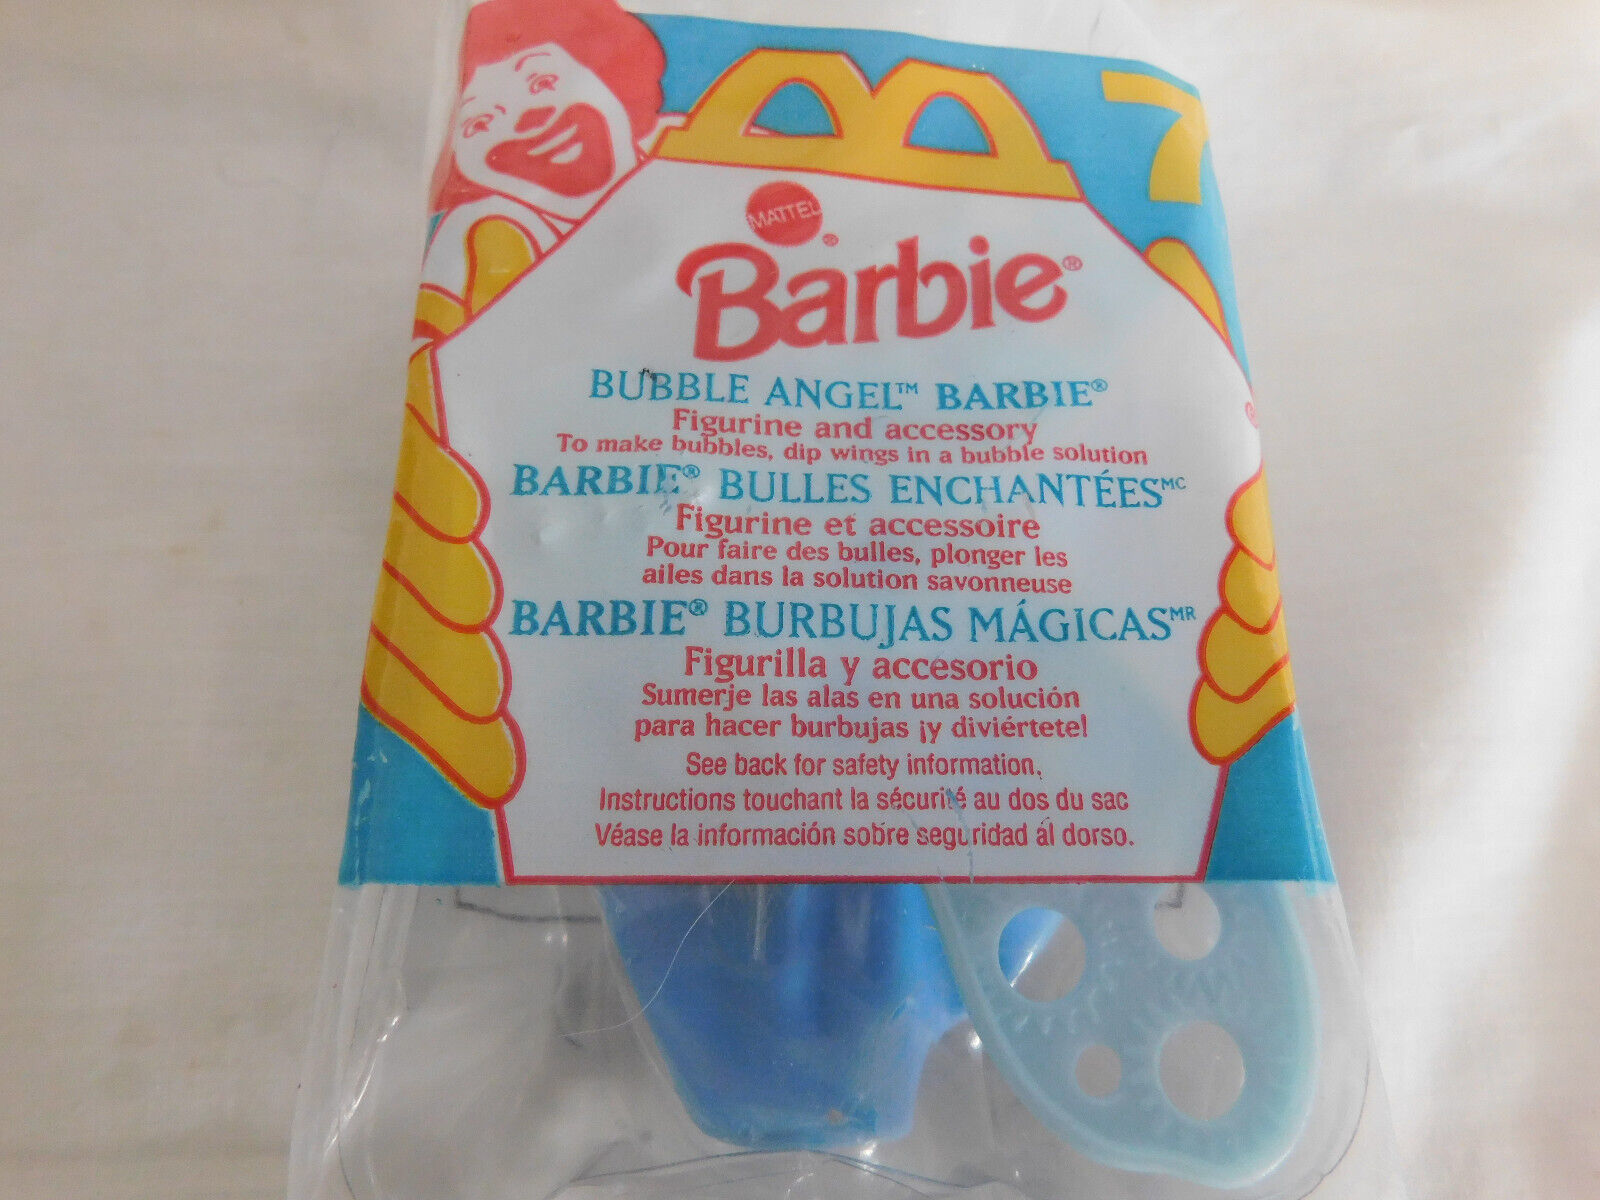 7
MATTEL®
Barbie®
BUBBLE ANGEL™ BARBIE®
Figurine and accessory
To make bubbles, dip wings in a bubble solution
BARBIE® BULLES ENCHANTÉES MC
Figurine et accessoire
Pour faire des bulles, plonger les
ailes dans la solution savonneuse
BARBIE® BURBUJAS MÁGICAS MR
Figurilla y accesorio
Sumerje las alas en una solución
para hacer burbujas ¡y diviértete!
See back for safety information.
Instructions touchant la sécurité au dos du sac
Véase la información sobre seguridad al dorso.